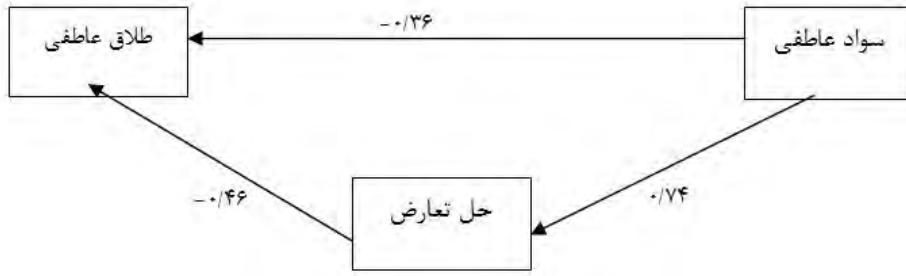 سواد عاطفی
-۰/۳۶
طلاق عاطفی
۰/۷۴
-۰/۴۶
حل تعارض